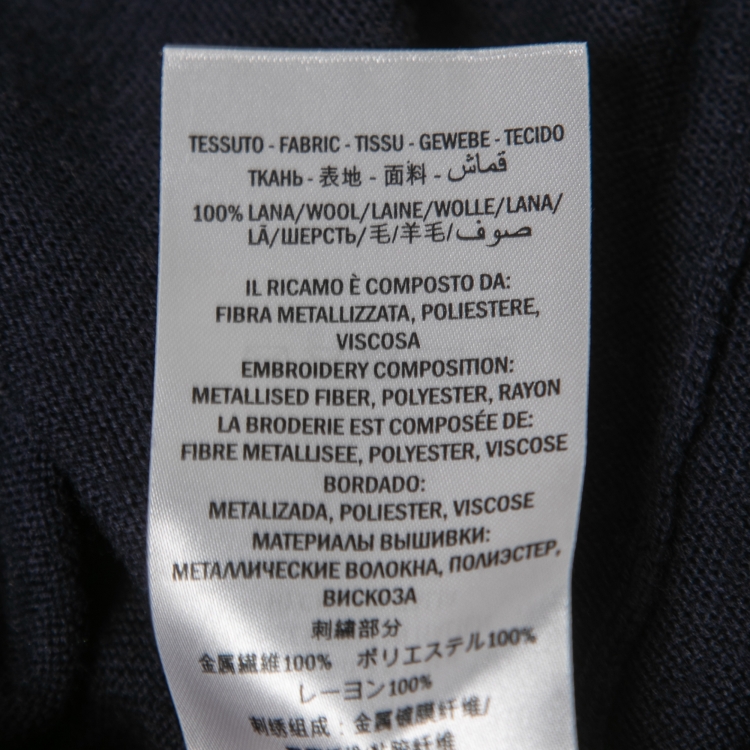 TESSUTO - FABRIC - TISSU - GEWEBE - TECIDO
ТКАНЬ - 表地 - 面料 - قماش
100% LANA/WOOL/LAINE/WOLLE/LANA/
LÃ/ШЕРСТЬ/毛/羊毛/صوف
IL RICAMO È COMPOSTO DA:
FIBRA METALLIZZATA, POLIESTERE,
VISCOSA
EMBROIDERY COMPOSITION:
METALLISED FIBER, POLYESTER, RAYON
LA BRODERIE EST COMPOSÉE DE:
FIBRE METALLISEE, POLYESTER, VISCOSE
BORDADO:
METALIZADA, POLIESTER, VISCOSE
МАТЕРИАЛЫ ВЫШИВКИ:
МЕТАЛЛИЧЕСКИЕ ВОЛОКНА, ПОЛИЭСТЕР,
ВИСКОЗА
刺繍部分
金属繊維100% ポリエステル100%
レーヨン100%
刺绣组成：金属镀膜纤维/